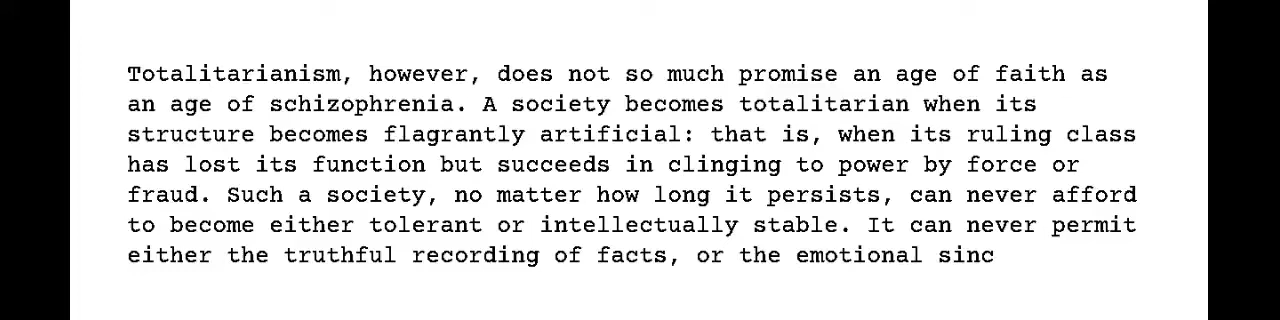 Totalitarianism, however, does not so much promise an age of faith as
an age of schizophrenia. A society becomes totalitarian when its
structure becomes flagrantly artificial: that is, when its ruling class
has lost its function but succeeds in clinging to power by force or
fraud. Such a society, no matter how long it persists, can never afford
to become either tolerant or intellectually stable. It can never permit
either the truthful recording of facts, or the emotional sinc